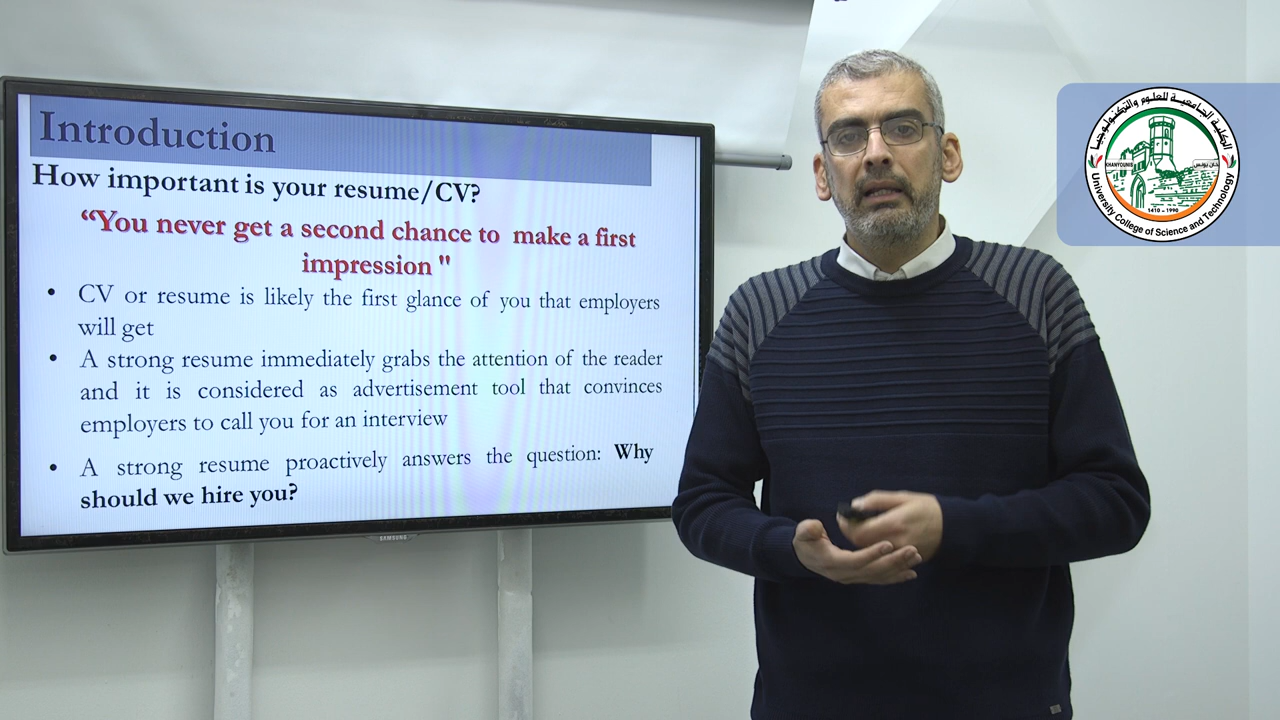 Introduction
How important is your resume/CV?
“You never get a second chance to make a first
impression "
• CV or resume is likely the first glance of you that employers
will get
• A strong resume immediately grabs the attention of the reader
and it is considered as advertisement tool that convinces
employers to call you for an interview
• A strong resume proactively answers the question: Why
should we hire you?
SAMSUNG
الكلية الجامعية للعلوم والتكنولوجيا
KHANYOUNIS
خان يونس
1410 - 1990
University College of Science and Technology